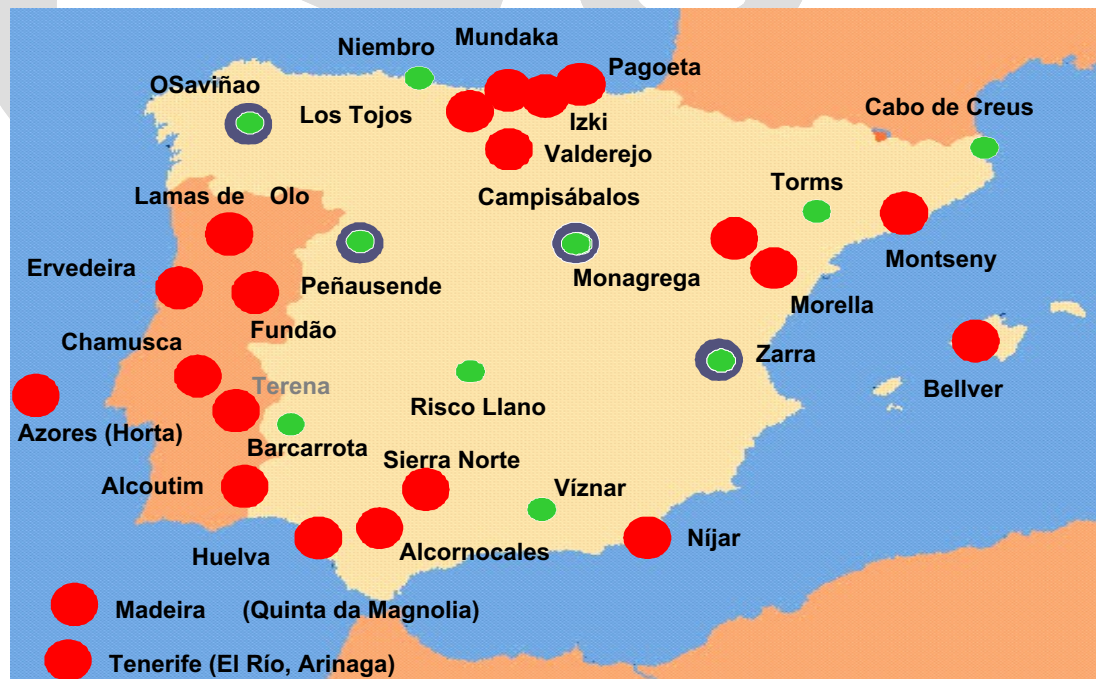 Mundaka
Niembro
Pagoeta
OSaviñao
Cabo de Creus
Los Tojos
Izki
Valderejo
Torms
Lamas de Olo
Campisábalos
Montseny
Ervedeira
Monagrega
Peñausende
Morella
Fundão
Chamusca
Zarra
Terena
Bellver
Risco Llano
Azores (Horta)
Barcarrota
Sierra Norte
Alcoutim
Víznar
Níjar
Huelva
Alcornocales
Madeira (Quinta da Magnolia)
Tenerife (El Río, Arinaga)